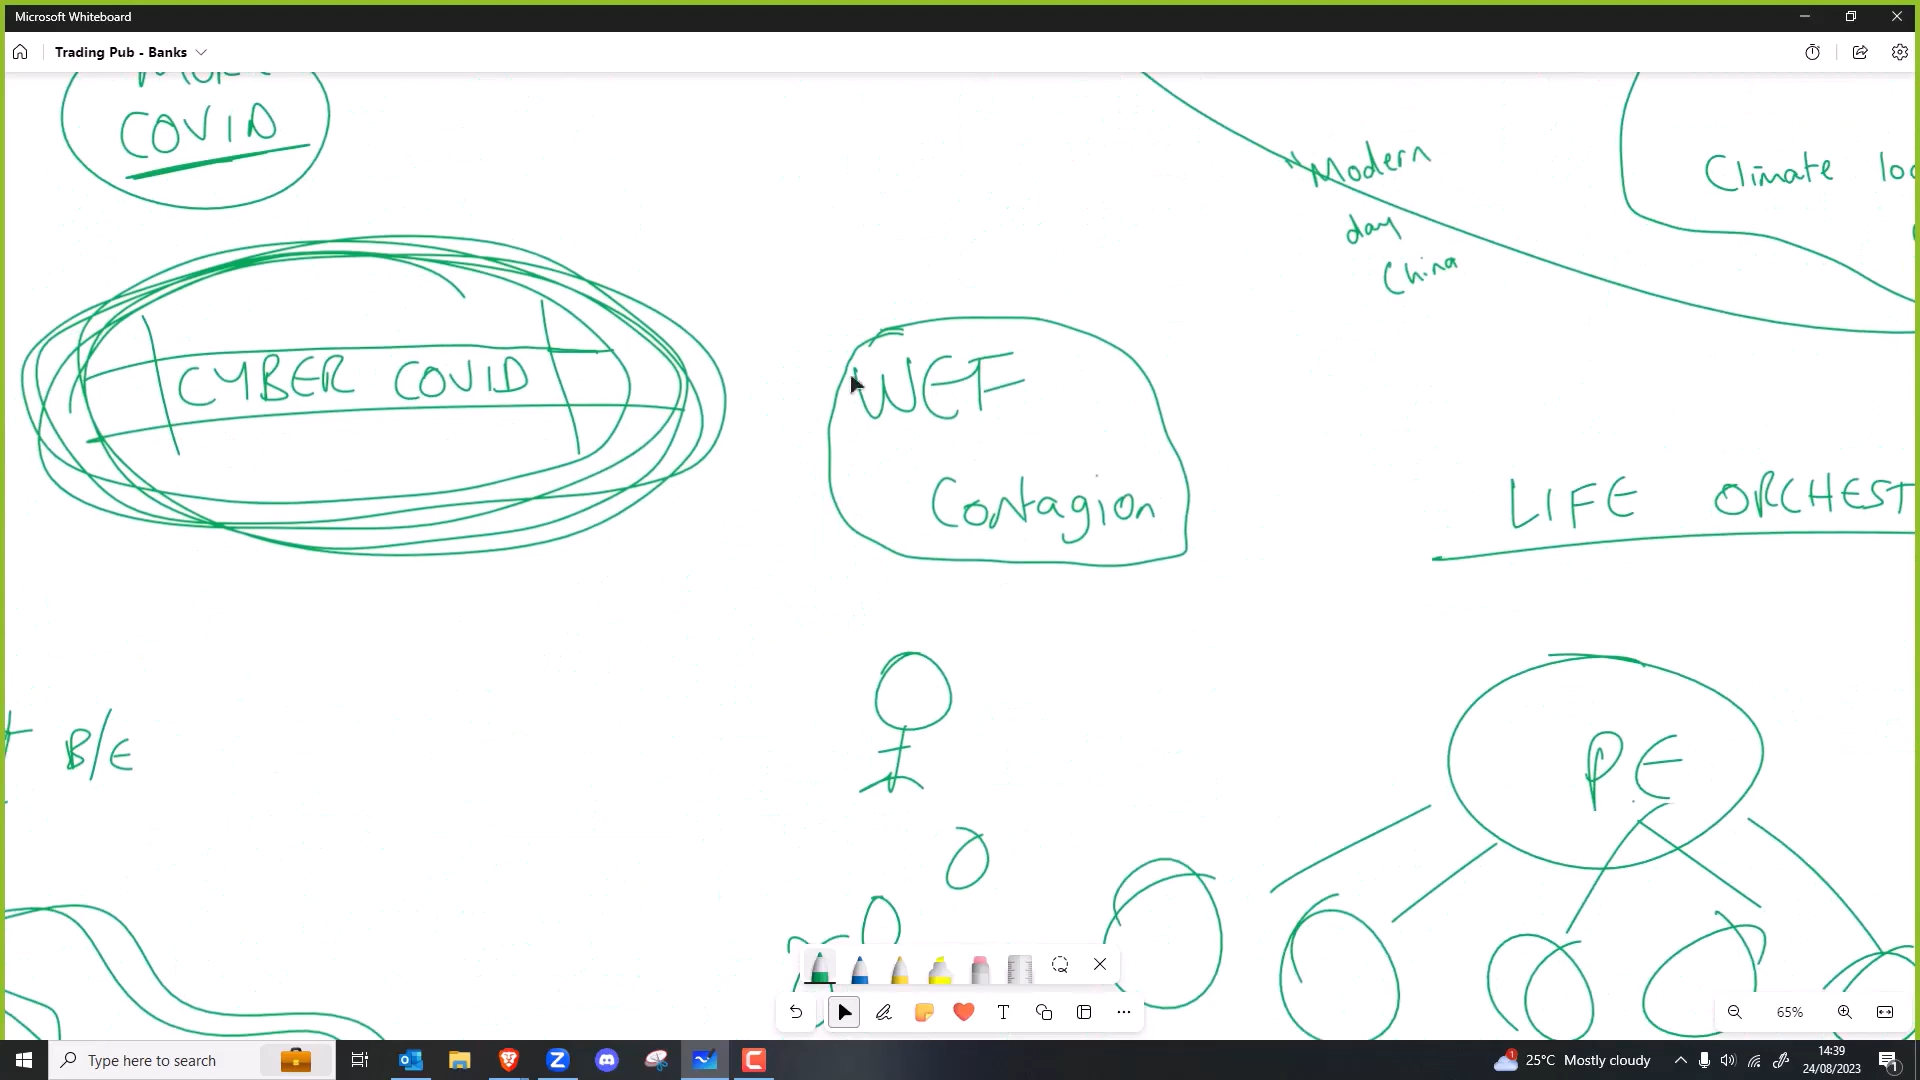 Microsoft Whiteboard
Trading Pub - Banks
COVID
Modern
day
China
Climate
CYBER COVID
WEF
Contagion
LIFE ORCHEST
B/E
PE
65%
Type here to search
25°C Mostly cloudy
14:39
24/08/2023